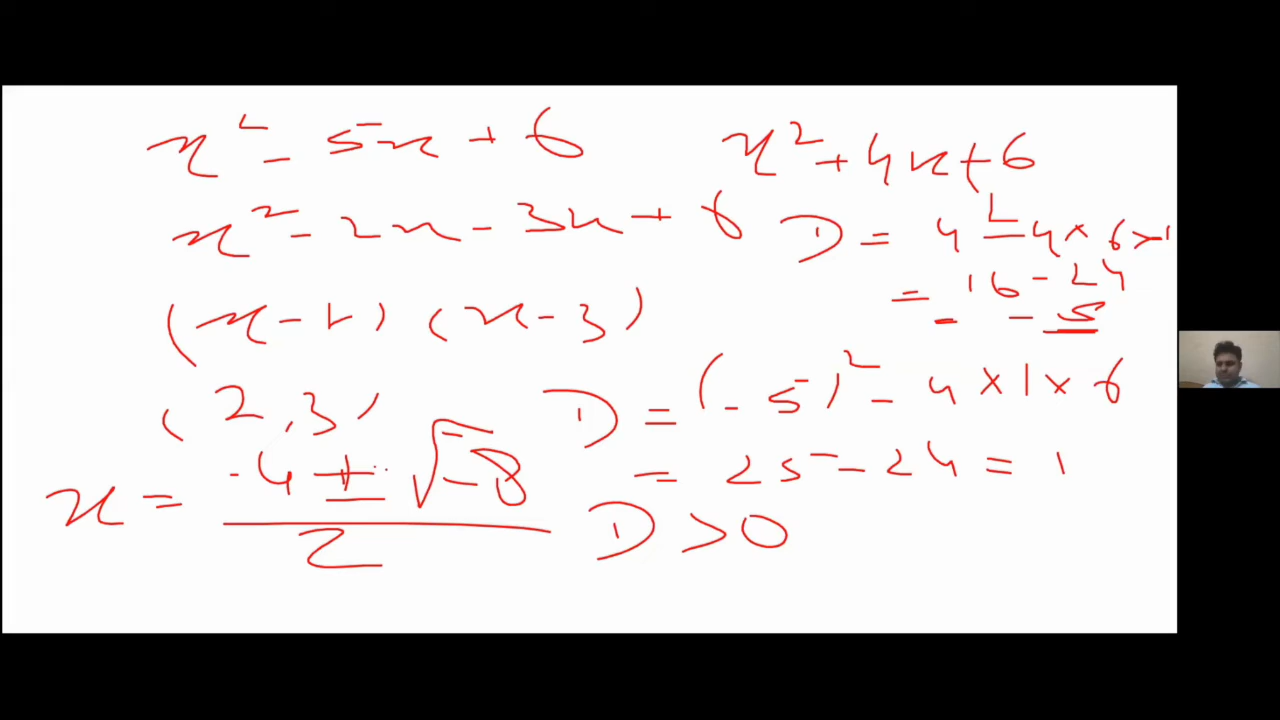 x² - 5x + 6
x² - 2x - 3x + 6
(x - 2) (x - 3)
(2, 3)
x = (-4 ± √-8) / 2
x² + 4x + 6
D = 4² - 4 × 6 × 1
= 16 - 24
= - 8
D = (-5)² - 4 × 1 × 6
= 25 - 24 = 1
D > 0